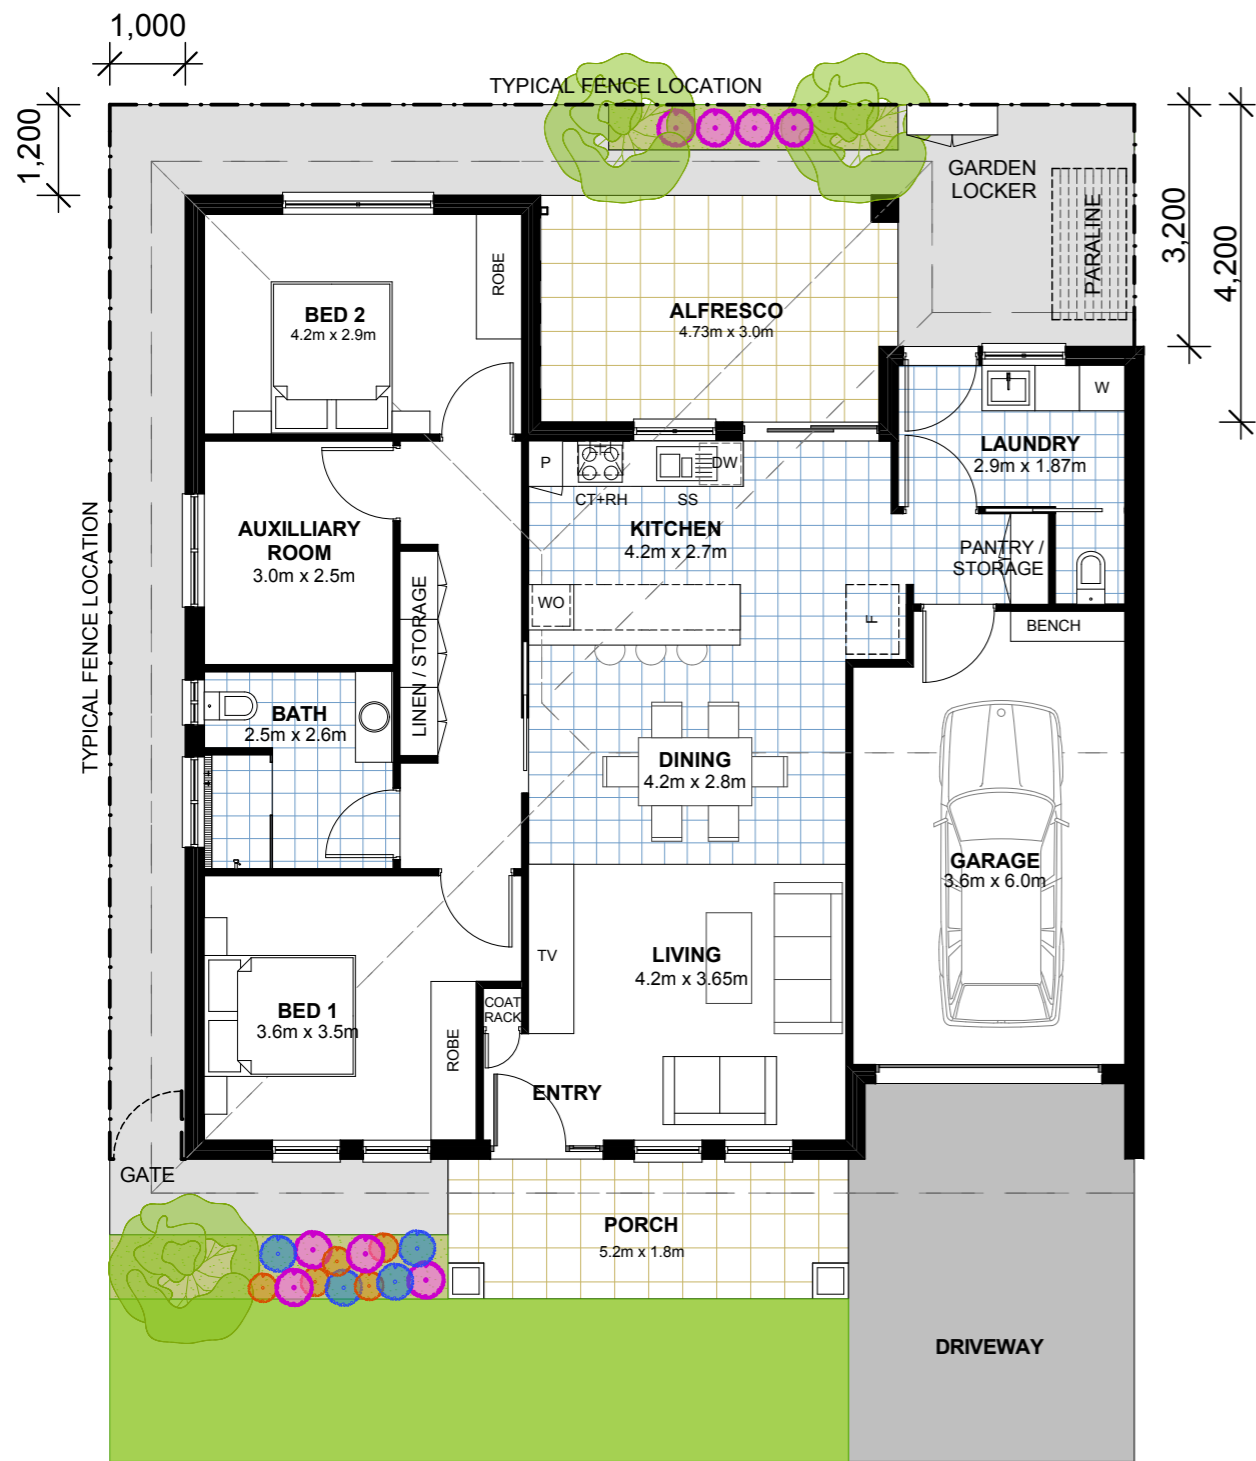 1,000
TYPICAL FENCE LOCATION
1,200
GARDEN
LOCKER
PARALINE
3,200
4,200
ROBE
BED 2
4.2m x 2.9m
ALFRESCO
4.73m x 3.0m
W
LAUNDRY
2.9m x 1.87m
P
DW
CT+RH
SS
KITCHEN
4.2m x 2.7m
AUXILLIARY
ROOM
3.0m x 2.5m
PANTRY /
STORAGE
TYPICAL FENCE LOCATION
LINEN / STORAGE
WO
F
BENCH
BATH
2.5m x 2.6m
DINING
4.2m x 2.8m
GARAGE
3.6m x 6.0m
TV
LIVING
4.2m x 3.65m
BED 1
3.6m x 3.5m
ROBE
COAT
RACK
ENTRY
GATE
PORCH
5.2m x 1.8m
DRIVEWAY